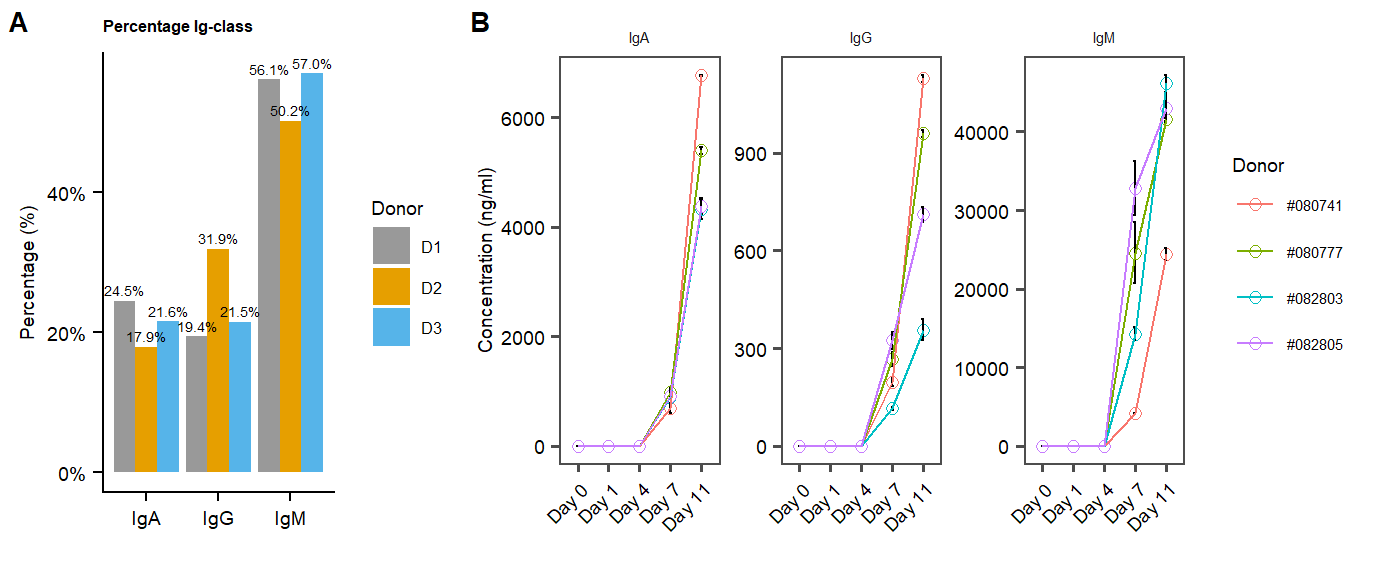 A
Percentage Ig-class
Percentage (%)
40%
20%
0%
24.5%
17.9%
21.6%
19.4%
31.9%
21.5%
56.1%
50.2%
57.0%
IgA
IgG
IgM
Donor
D1
D2
D3
B
Concentration (ng/ml)
IgA
6000
4000
2000
0
Day 0
Day 1
Day 4
Day 7
Day 11
IgG
900
600
300
0
Day 0
Day 1
Day 4
Day 7
Day 11
IgM
40000
30000
20000
10000
0
Day 0
Day 1
Day 4
Day 7
Day 11
Donor
#080741
#080777
#082803
#082805